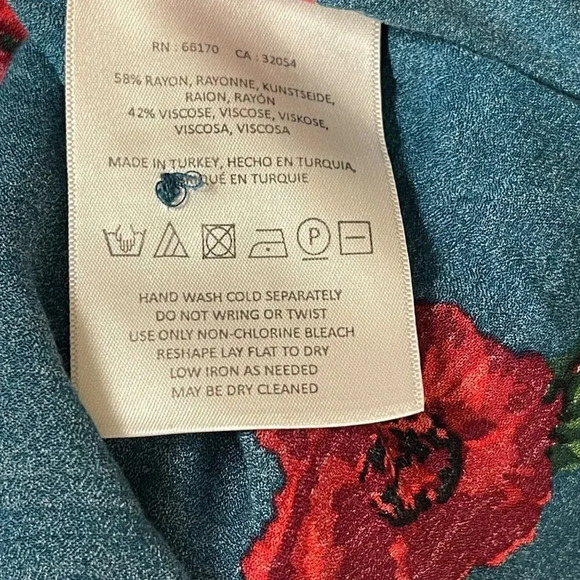 RN : 66170 CA : 32054
58% RAYON, RAYONNE, KUNSTSEIDE,
RAION, RAYÓN
42% VISCOSE, VISCOSE, VISKOSE,
VISCOSA, VISCOSA
MADE IN TURKEY, HECHO EN TURQUIA,
EN TURQUIE
P
HAND WASH COLD SEPARATELY
DO NOT WRING OR TWIST
USE ONLY NON-CHLORINE BLEACH
RESHAPE LAY FLAT TO DRY
LOW IRON AS NEEDED
MAY BE DRY CLEANED